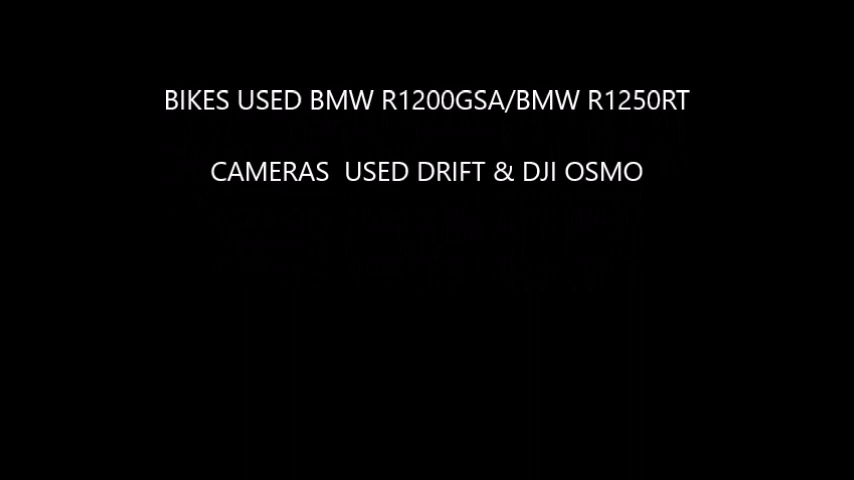 BIKES USED BMW R1200GSA/BMW R1250RT
CAMERAS  USED DRIFT & DJI OSMO